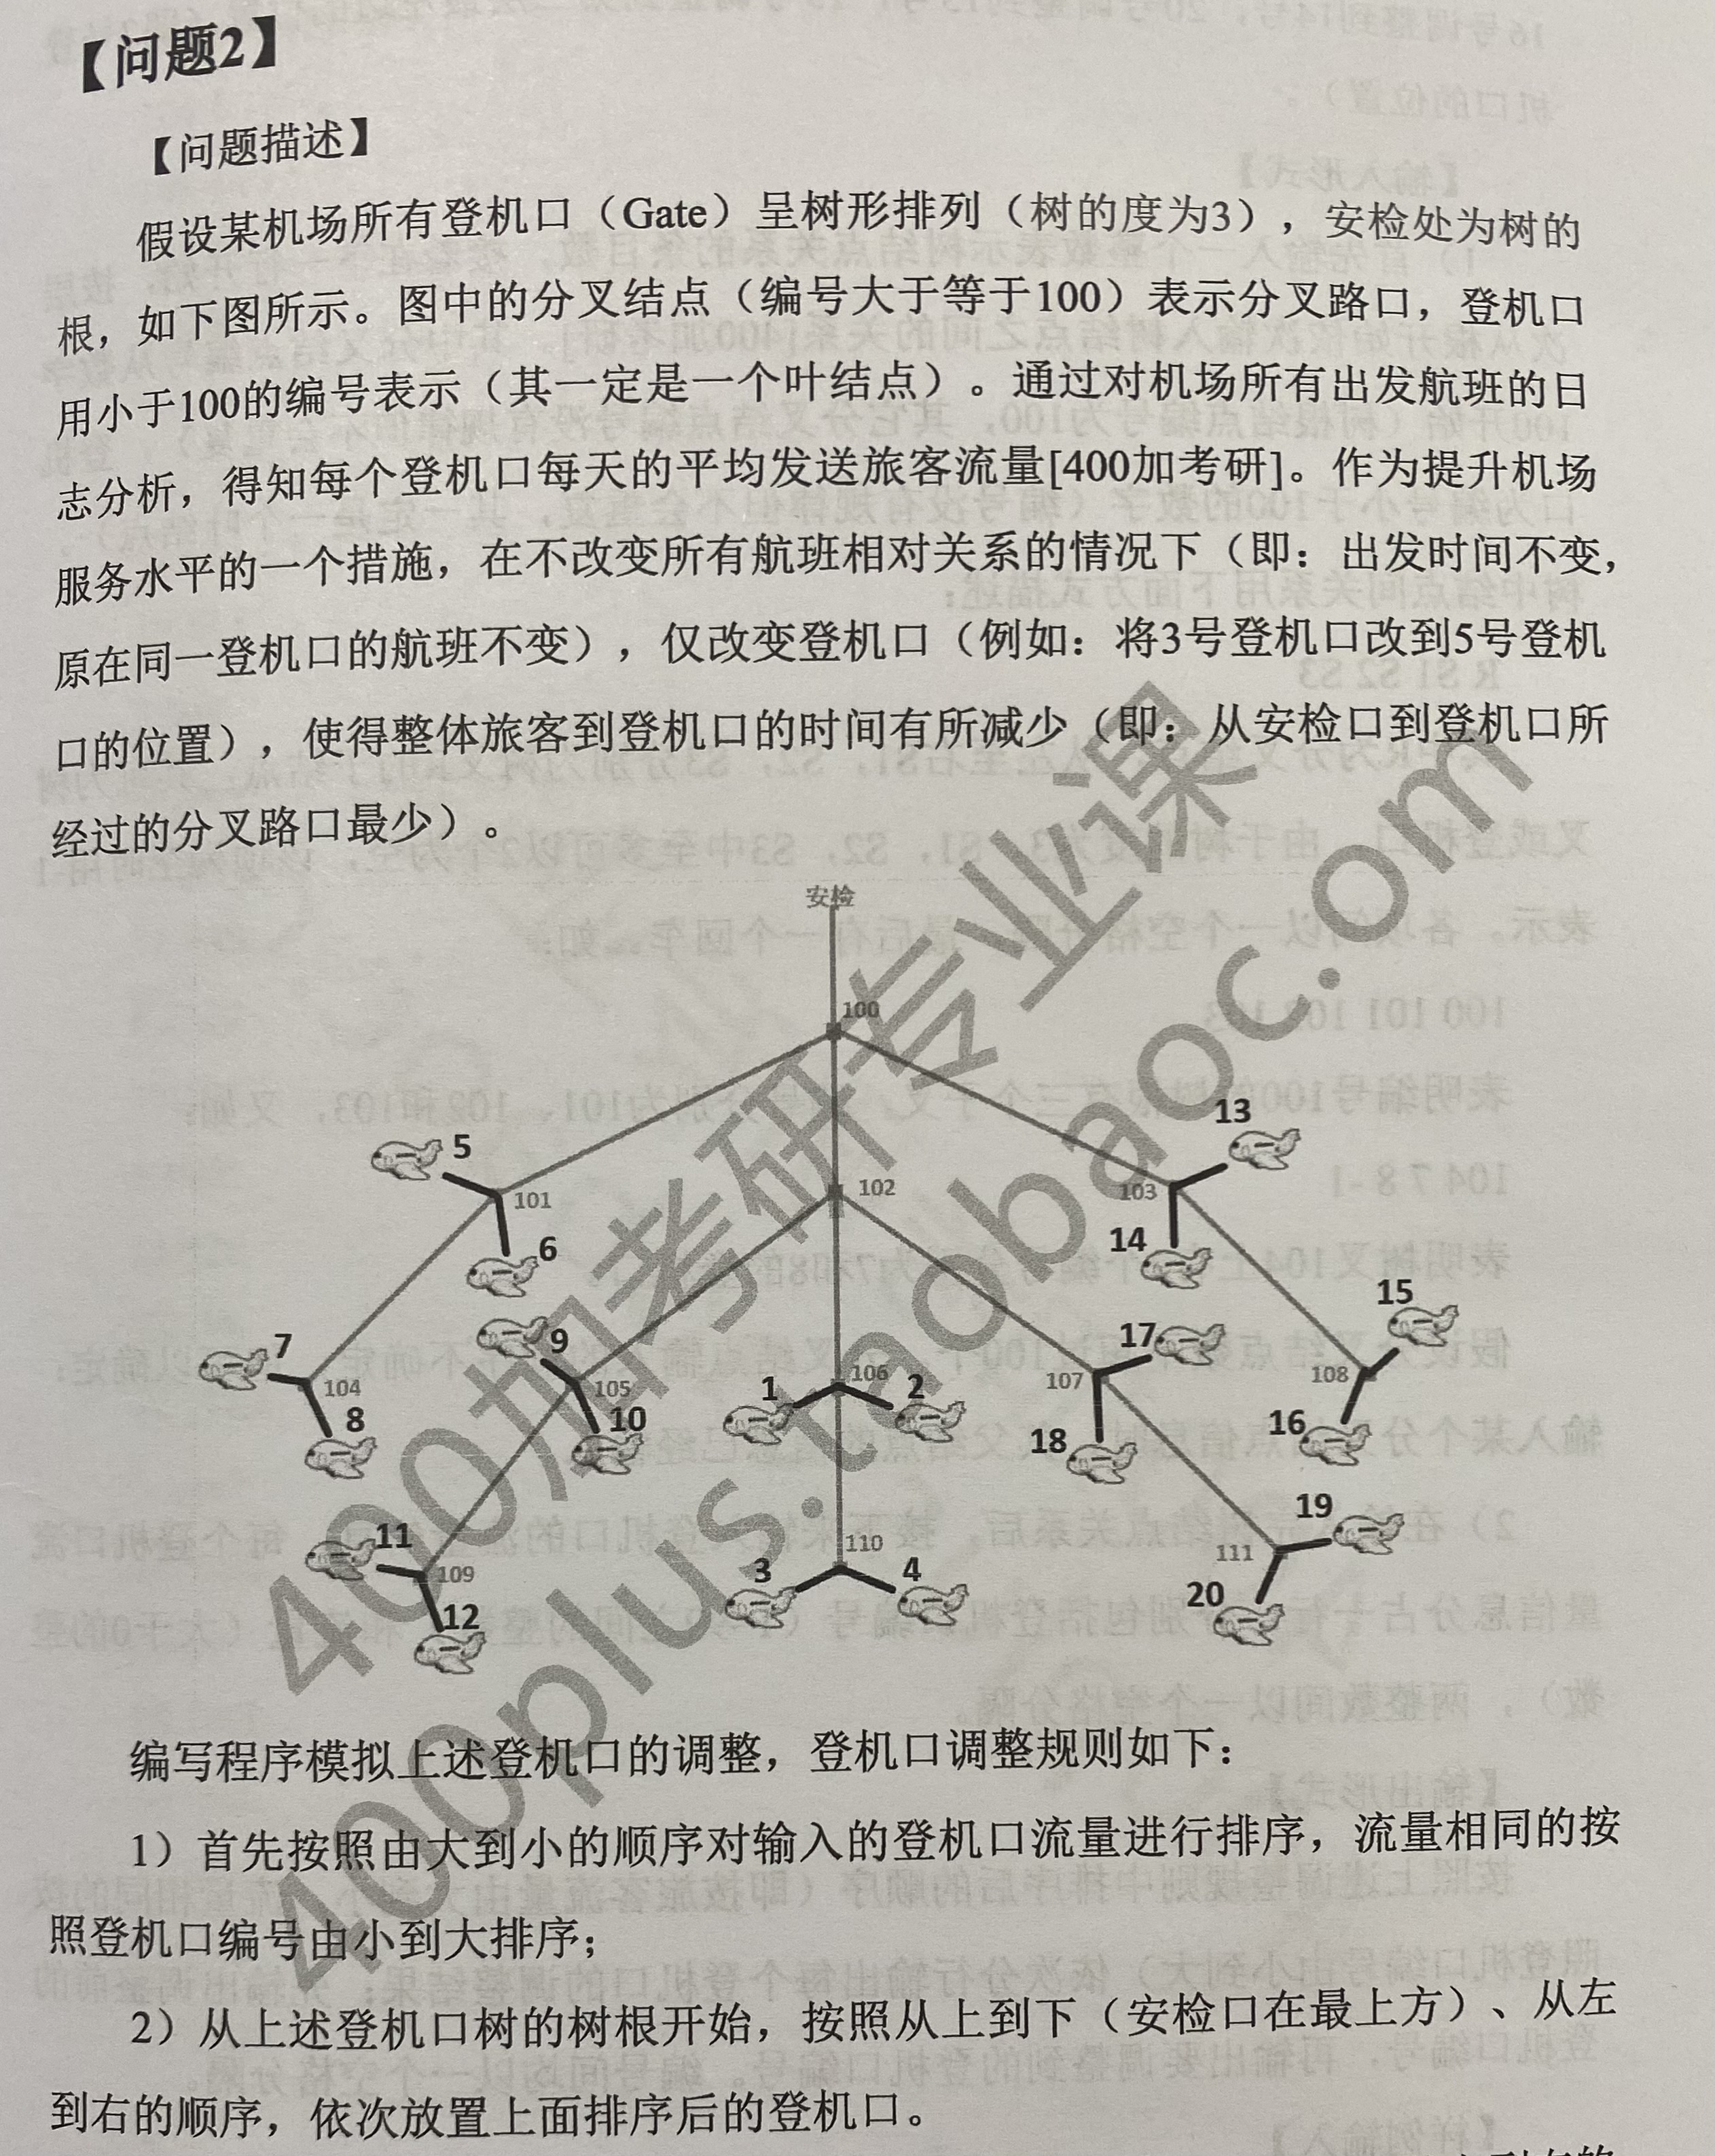 【问题2】
【问题描述】
假设某机场所有登机口（Gate）呈树形排列（树的度为3），安检处为树的
根，如下图所示。图中的分叉结点（编号大于等于100）表示分叉路口，登机口
用小于100的编号表示（其一定是一个叶结点）。通过对机场所有出发航班的日
志分析，得知每个登机口每天的平均发送旅客流量[400加考研]。作为提升机场
服务水平的一个措施，在不改变所有航班相对关系的情况下（即：出发时间不变，
原在同一登机口的航班不变），仅改变登机口（例如：将3号登机口改到5号登机
口的位置），使得整体旅客到登机口的时间有所减少（即：从安检口到登机口所
经过的分叉路口最少）。
安检
100
13
5
101
102
103
14
6
15
7
9
17
104
105
106
107
108
1
2
8
10
16
18
19
11
110
111
3
4
109
20
12
400加考研专业课
400plus.taobaoc.com
编写程序模拟上述登机口的调整，登机口调整规则如下：
1）首先按照由大到小的顺序对输入的登机口流量进行排序，流量相同的按
照登机口编号由小到大排序；
2）从上述登机口树的树根开始，按照从上到下（安检口在最上方）、从左
到右的顺序，依次放置上面排序后的登机口。